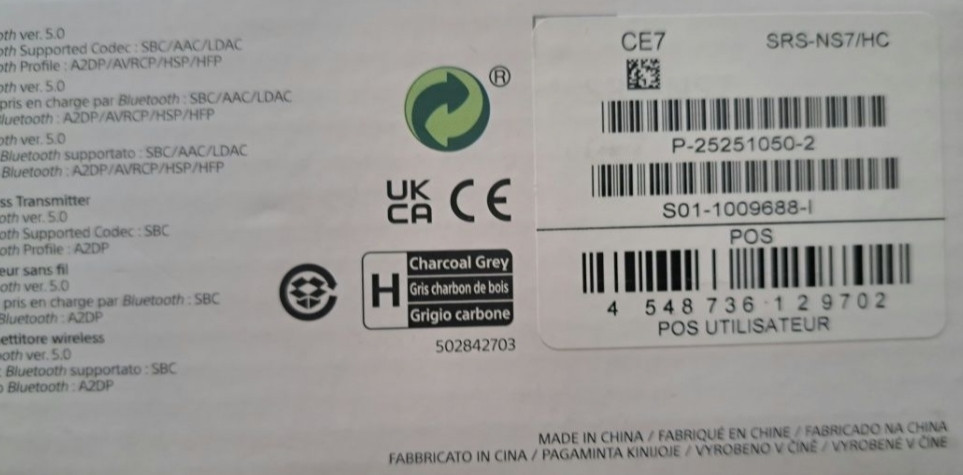 oth ver. 5.0
oth Supported Codec : SBC/AAC/LDAC
oth Profile : A2DP/AVRCP/HSP/HFP
oth ver. 5.0
pris en charge par Bluetooth : SBC/AAC/LDAC
Bluetooth : A2DP/AVRCP/HSP/HFP
oth ver. 5.0
Bluetooth supportato : SBC/AAC/LDAC
Bluetooth : A2DP/AVRCP/HSP/HFP
ss Transmitter
oth ver. 5.0
oth Supported Codec : SBC
oth Profile : A2DP
eur sans fil
oth ver. 5.0
pris en charge par Bluetooth : SBC
Bluetooth : A2DP
ettitore wireless
oth ver. 5.0
Bluetooth supportato : SBC
o Bluetooth : A2DP
®
UK
CA
CE
H
Charcoal Grey
Gris charbon de bois
Grigio carbone
502842703
CE7 SRS-NS7/HC
P-25251050-2
S01-1009688-I
POS
4 548736 129702
POS UTILISATEUR
MADE IN CHINA / FABRIQUÉ EN CHINE / FABRICADO NA CHINA
FABBRICATO IN CINA / PAGAMINTA KINIJOJE / VYROBENO V ČÍNĚ / VYROBENÉ V ČÍNE